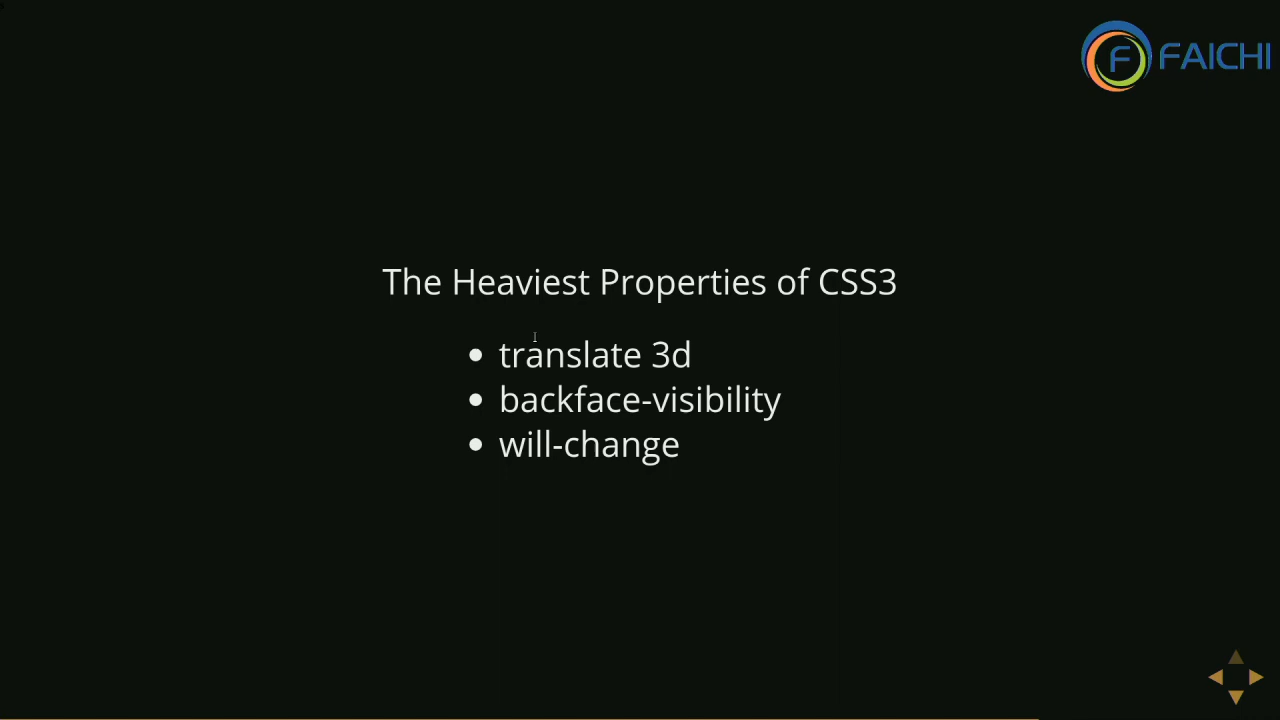 F FAICHI
The Heaviest Properties of CSS3
translate 3d
backface-visibility
will-change